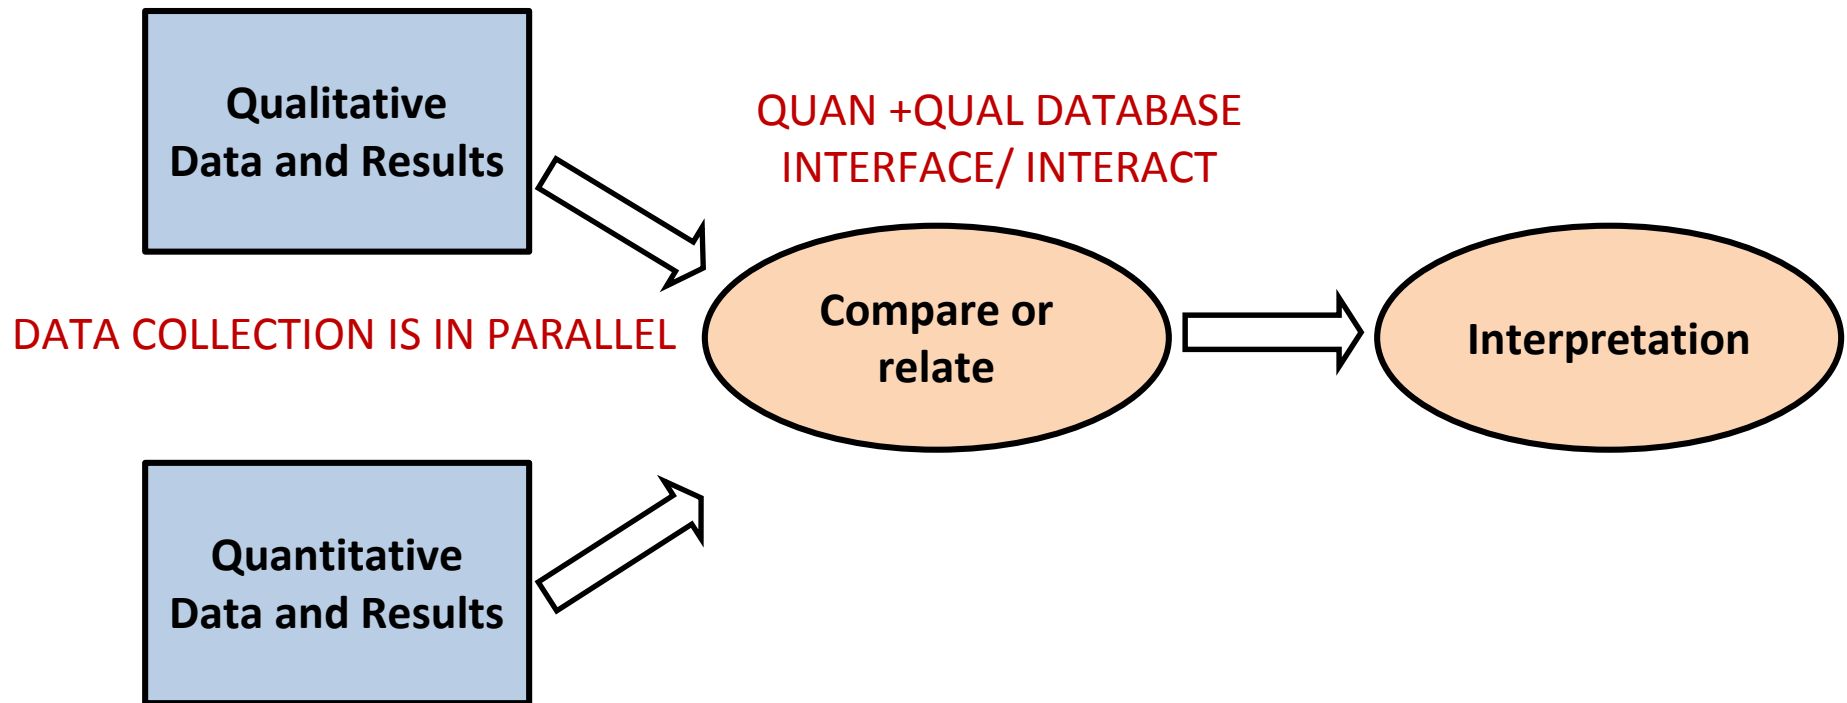 Qualitative
Data and Results
QUAN +QUAL DATABASE
INTERFACE/ INTERACT
DATA COLLECTION IS IN PARALLEL
Compare or
relate
Interpretation
Quantitative
Data and Results